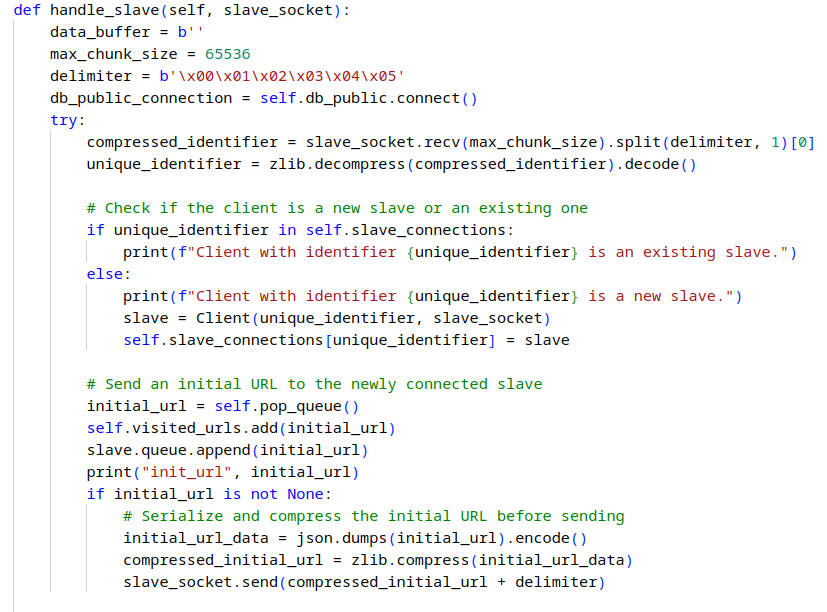 def handle_slave(self, slave_socket):
    data_buffer = b''
    max_chunk_size = 65536
    delimiter = b'\x00\x01\x02\x03\x04\x05'
    db_public_connection = self.db_public.connect()
    try:
        compressed_identifier = slave_socket.recv(max_chunk_size).split(delimiter, 1)[0]
        unique_identifier = zlib.decompress(compressed_identifier).decode()

        # Check if the client is a new slave or an existing one
        if unique_identifier in self.slave_connections:
            print(f"Client with identifier {unique_identifier} is an existing slave.")
        else:
            print(f"Client with identifier {unique_identifier} is a new slave.")
            slave = Client(unique_identifier, slave_socket)
            self.slave_connections[unique_identifier] = slave

        # Send an initial URL to the newly connected slave
        initial_url = self.pop_queue()
        self.visited_urls.add(initial_url)
        slave.queue.append(initial_url)
        print("init_url", initial_url)
        if initial_url is not None:
            # Serialize and compress the initial URL before sending
            initial_url_data = json.dumps(initial_url).encode()
            compressed_initial_url = zlib.compress(initial_url_data)
            slave_socket.send(compressed_initial_url + delimiter)